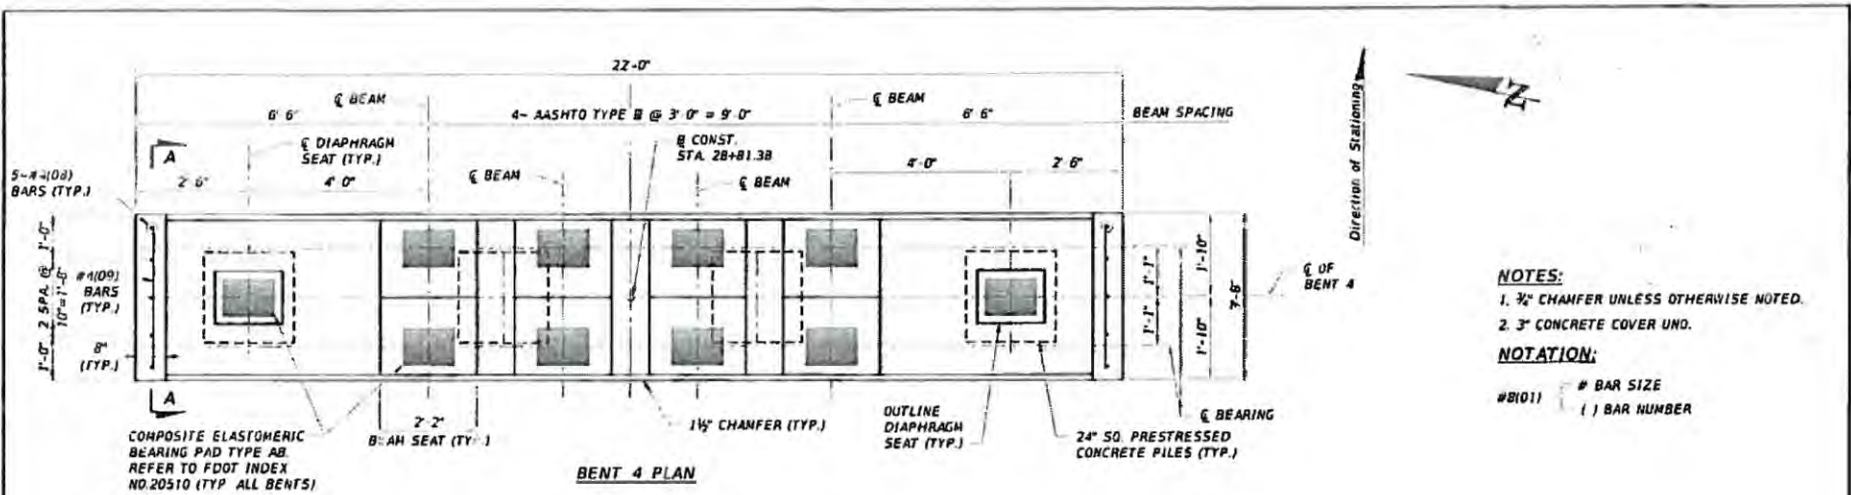 22'-0"
℄ BEAM
℄ BEAM
6'-6"
4~ AASHTO TYPE II @ 3'-0" = 9'-0"
6'-6"
BEAM SPACING
A
℄ DIAPHRAGM
SEAT (TYP.)
℄ CONST.
STA. 28+81.38
5~#4(08)
BARS (TYP.)
2'-6"
4'-0"
℄ BEAM
℄ BEAM
4'-0"
2'-6"
Direction of Stationing
N
1'-0"
2 SPA. @
10"=1'-8"
1'-0"
#4(09)
BARS
(TYP.)
8"
(TYP.)
1'-1"
1'-1"
1'-10"
1'-10"
℄ OF
BENT 4
A
2'-2"
BEAM SEAT (TYP.)
1½" CHAMFER (TYP.)
OUTLINE
DIAPHRAGM
SEAT (TYP.)
℄ BEARING
24" SQ. PRESTRESSED
CONCRETE PILES (TYP.)
COMPOSITE ELASTOMERIC
BEARING PAD TYPE AB.
REFER TO FDOT INDEX
NO.20510 (TYP ALL BENTS)
BENT 4 PLAN
NOTES:
1. ¾" CHAMFER UNLESS OTHERWISE NOTED.
2. 3" CONCRETE COVER UNO.
NOTATION:
#8(01)
# BAR SIZE
( ) BAR NUMBER